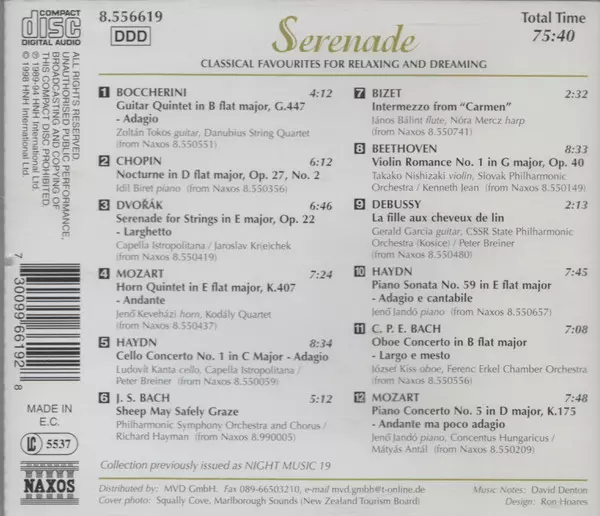 COMPACT
disc
DIGITAL AUDIO
8.556619
DDD
Serenade
CLASSICAL FAVOURITES FOR RELAXING AND DREAMING
Total Time
75:40
1 BOCCHERINI 4:12
Guitar Quintet in B flat major, G.447
- Adagio
Zoltán Tokos guitar, Danubius String Quartet
(from Naxos 8.550551)
2 CHOPIN 6:12
Nocturne in D flat major, Op. 27, No. 2
Idil Biret piano (from Naxos 8.550356)
3 DVOŘÁK 6:46
Serenade for Strings in E major, Op. 22
- Larghetto
Capella Istropolitana / Jaroslav Kr(e)chek
(from Naxos 8.550419)
4 MOZART 7:24
Horn Quintet in E flat major, K.407
- Andante
Jenő Keveházi horn, Kodály Quartet
(from Naxos 8.550437)
5 HAYDN 8:34
Cello Concerto No. 1 in C Major - Adagio
Ludovít Kanta cello, Capella Istropolitana /
Peter Breiner (from Naxos 8.550059)
6 J. S. BACH 5:12
Sheep May Safely Graze
Philharmonic Symphony Orchestra and Chorus /
Richard Hayman (from Naxos 8.990005)
7 BIZET 2:32
Intermezzo from "Carmen"
János Bálint flute, Nóra Mercz harp
(from Naxos 8.550741)
8 BEETHOVEN 8:33
Violin Romance No. 1 in G major, Op. 40
Takako Nishizaki violin, Slovak Philharmonic
Orchestra / Kenneth Jean (from Naxos 8.550149)
9 DEBUSSY 2:13
La fille aux cheveux de lin
Gerald Garcia guitar, CSSR State Philharmonic
Orchestra (Kosice) / Peter Breiner
(from Naxos 8.550480)
10 HAYDN 7:45
Piano Sonata No. 59 in E flat major
- Adagio e cantabile
Jenő Jandó piano (from Naxos 8.550657)
11 C. P. E. BACH 7:08
Oboe Concerto in B flat major
- Largo e mesto
József Kiss oboe, Ferenc Erkel Chamber Orchestra
(from Naxos 8.550556)
12 MOZART 7:48
Piano Concerto No. 5 in D major, K.175
- Andante ma poco adagio
Jenő Jandó piano, Concentus Hungaricus /
Mátyás Antál (from Naxos 8.550209)
Collection previously issued as NIGHT MUSIC 19
Distributed by: MVD GmbH, Fax 089-66503210, e-mail mvd.gmbh@t-online.de
Cover photo: Squally Cove, Marlborough Sounds (New Zealand Tourism Board)
Music Notes: David Denton
Design: Ron Hoares
ALL RIGHTS RESERVED.
UNAUTHORISED PUBLIC PERFORMANCE,
BROADCASTING AND COPYING OF
THIS COMPACT DISC PROHIBITED.
℗ 1989-94 HNH International Ltd.
© 1998 HNH International Ltd.
7 30099 66192 8
MADE IN
E.C.
LC 5537
NAXOS